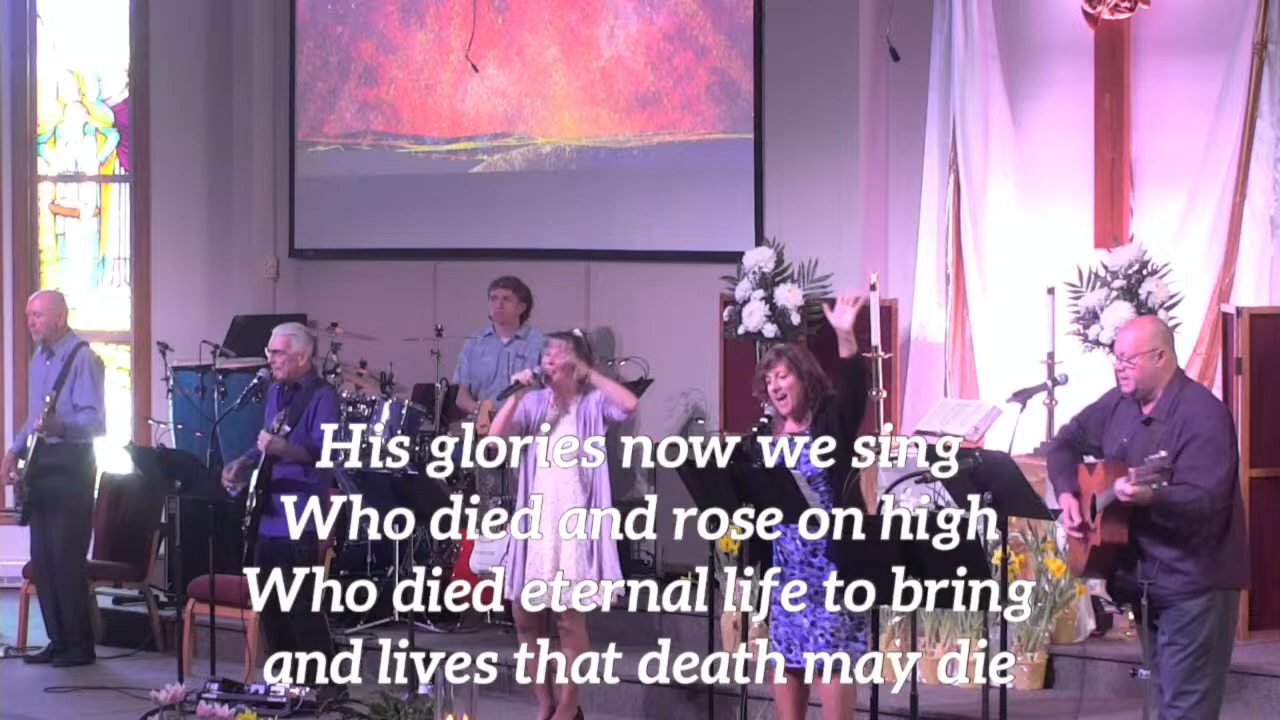 His glories now we sing
Who died and rose on high
Who died eternal life to bring
and lives that death may die